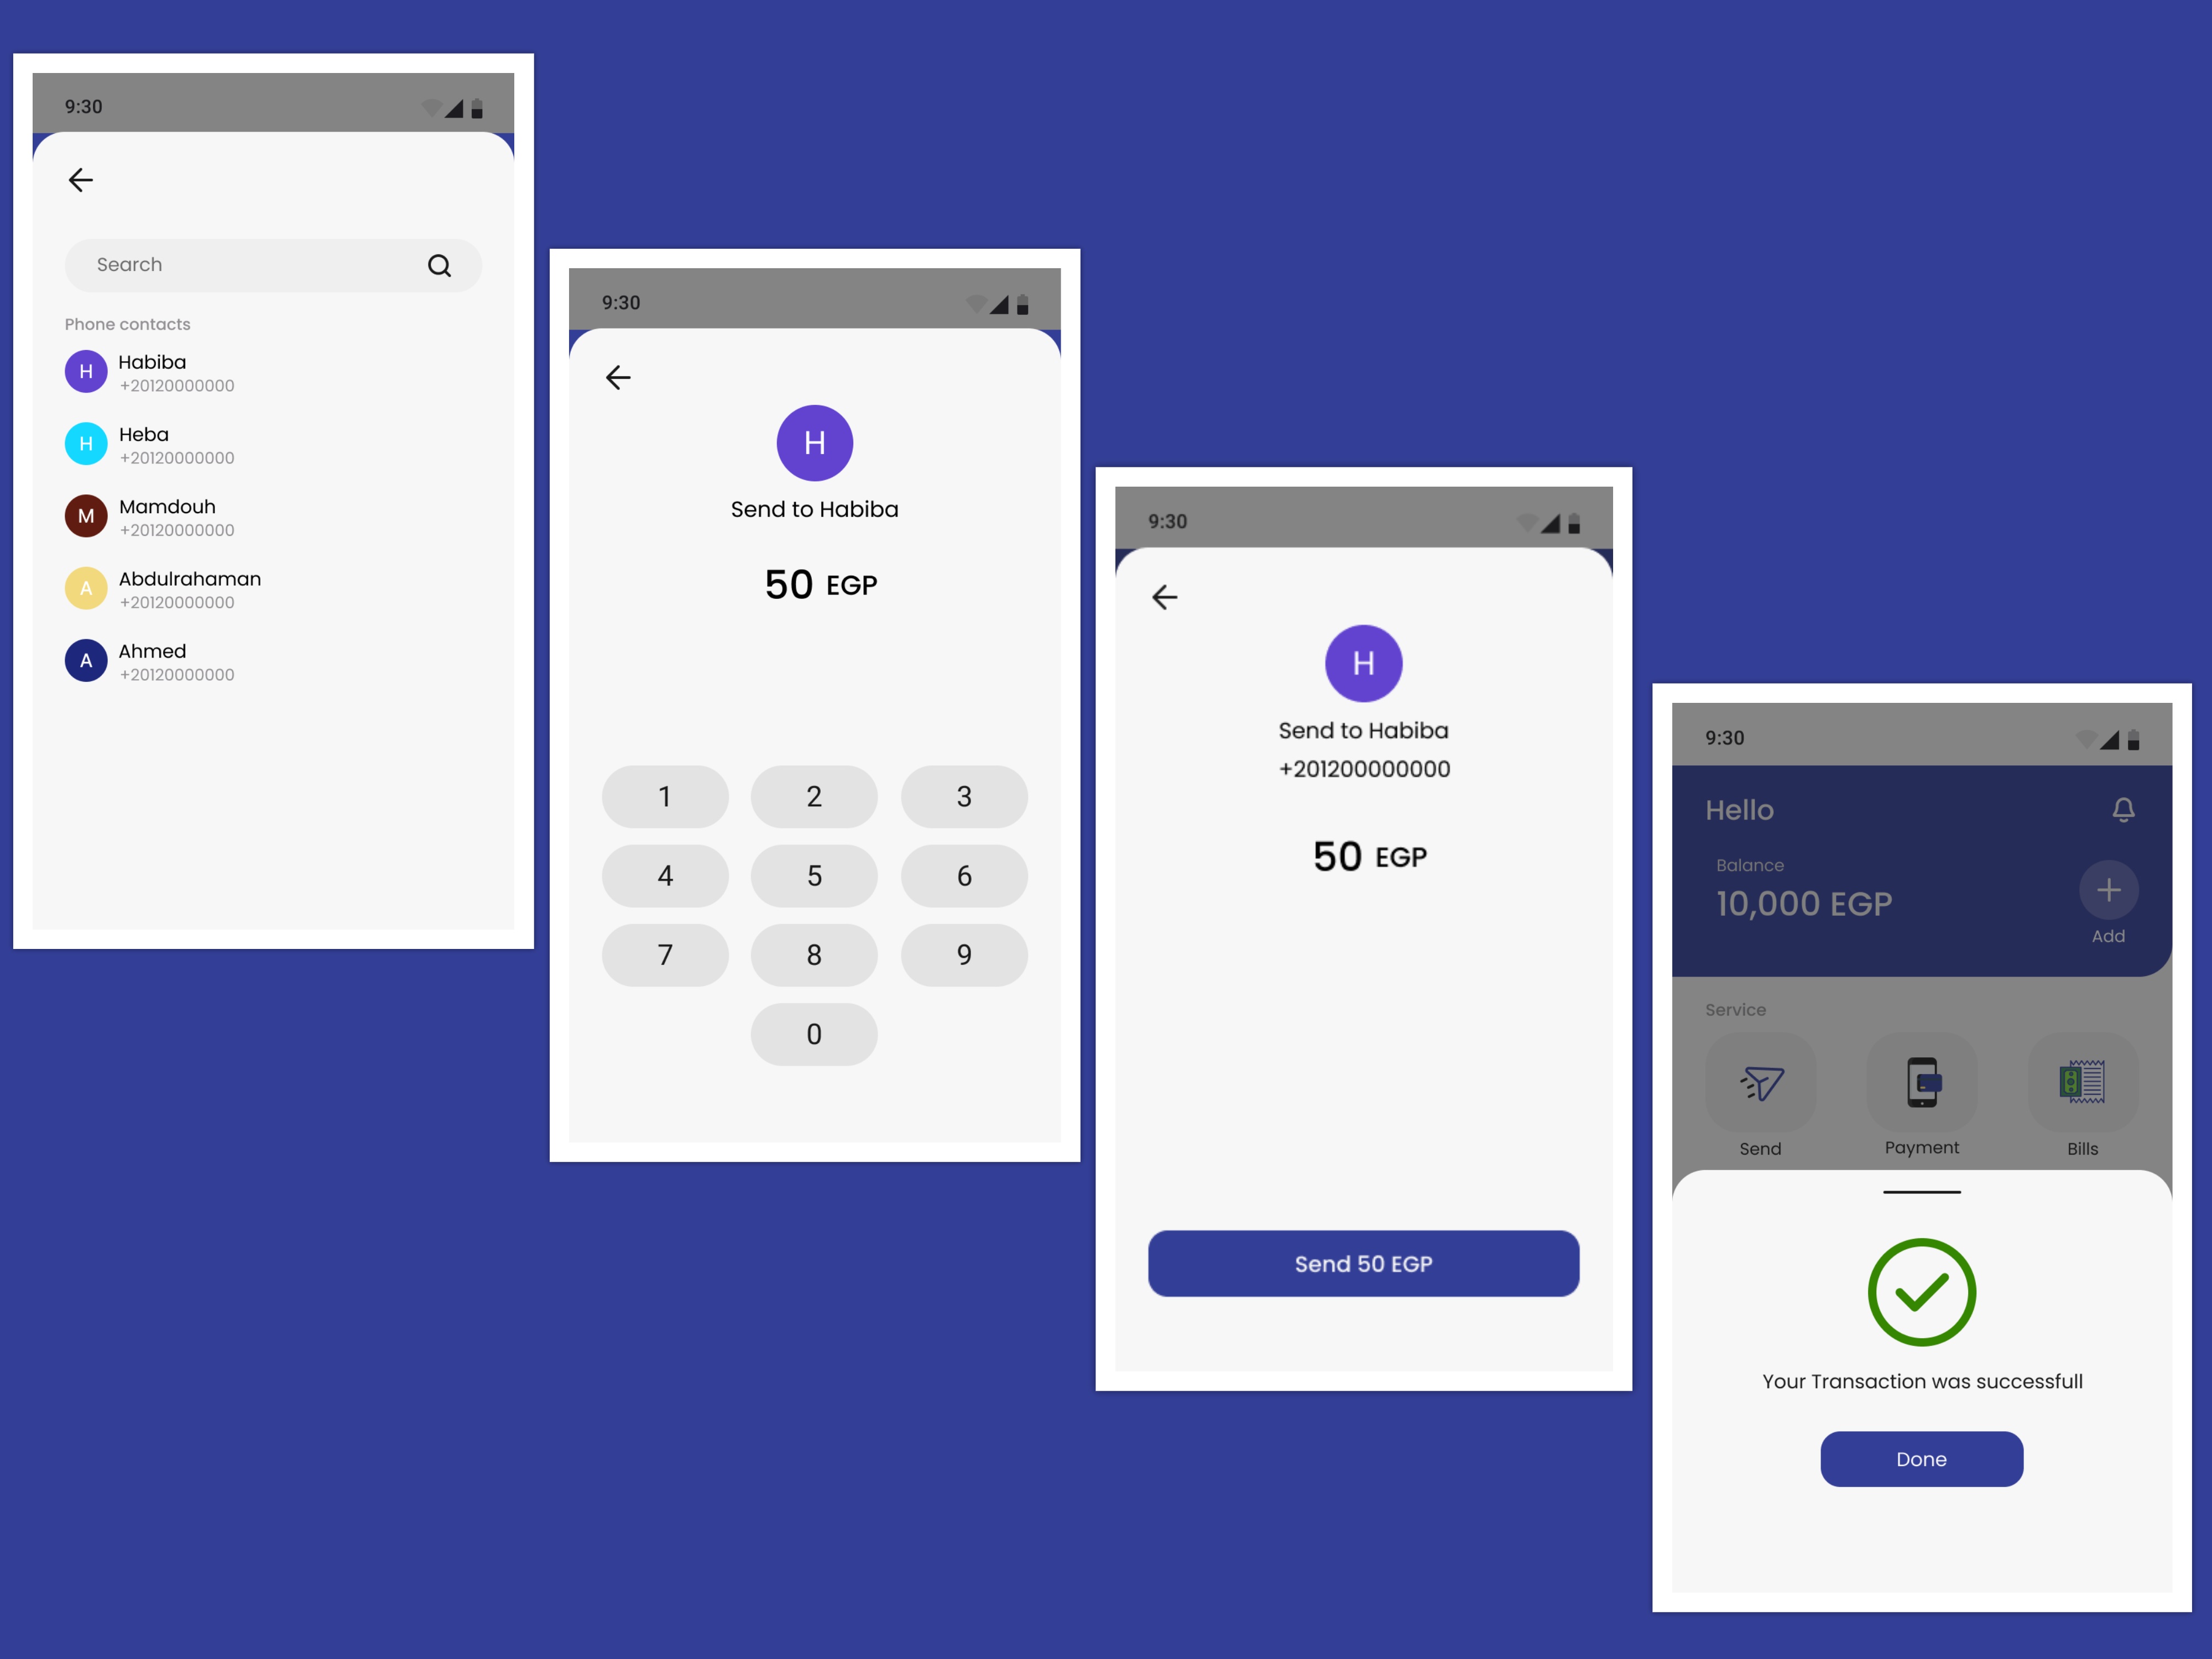 9:30
Search
Phone contacts
H
Habiba
+20120000000
H
Heba
+20120000000
M
Mamdouh
+20120000000
A
Abdulrahaman
+20120000000
A
Ahmed
+20120000000
9:30
H
Send to Habiba
50 EGP
1 2 3
4 5 6
7 8 9
0
9:30
H
Send to Habiba
+201200000000
50 EGP
Send 50 EGP
9:30
Hello
Balance
10,000 EGP
Add
Service
Send Payment Bills
Your Transaction was successfull
Done